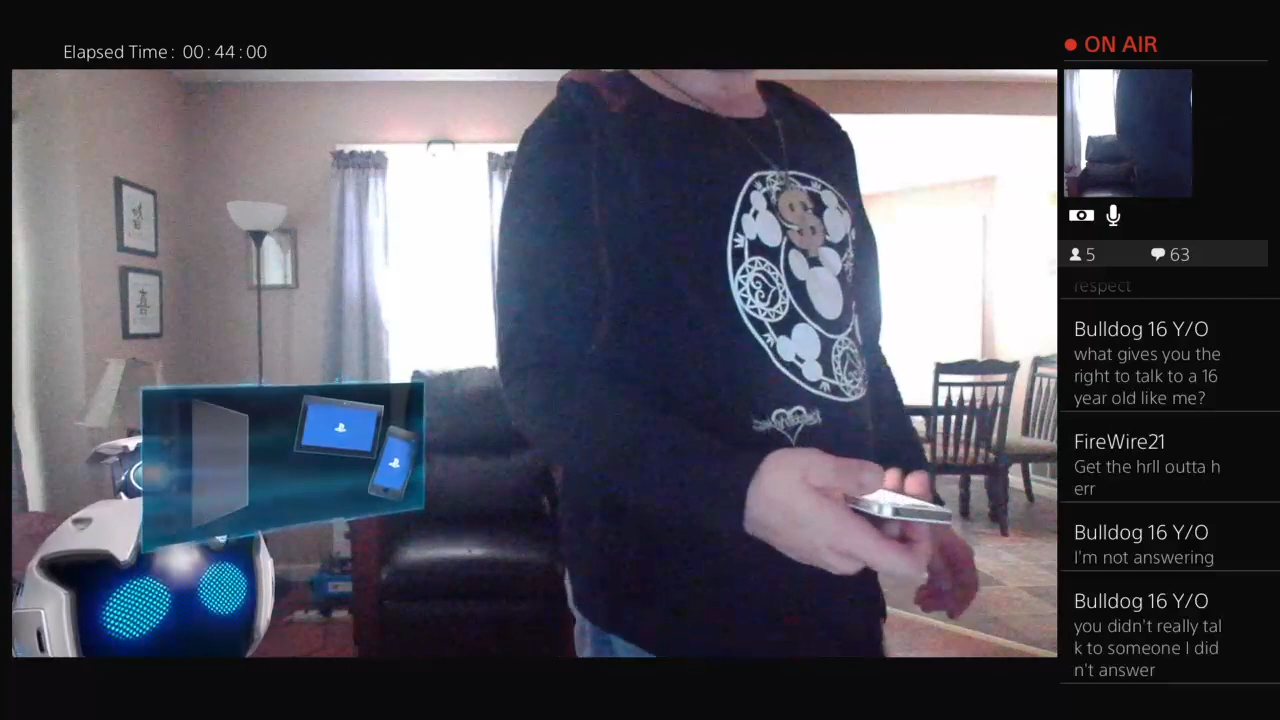 Elapsed Time: 00:44:00
ON AIR
5
63
respect
Bulldog 16 Y/O
what gives you the
right to talk to a 16
year old like me?
FireWire21
Get the hrll outta h
err
Bulldog 16 Y/O
I'm not answering
Bulldog 16 Y/O
you didn't really tal
k to someone I did
n't answer